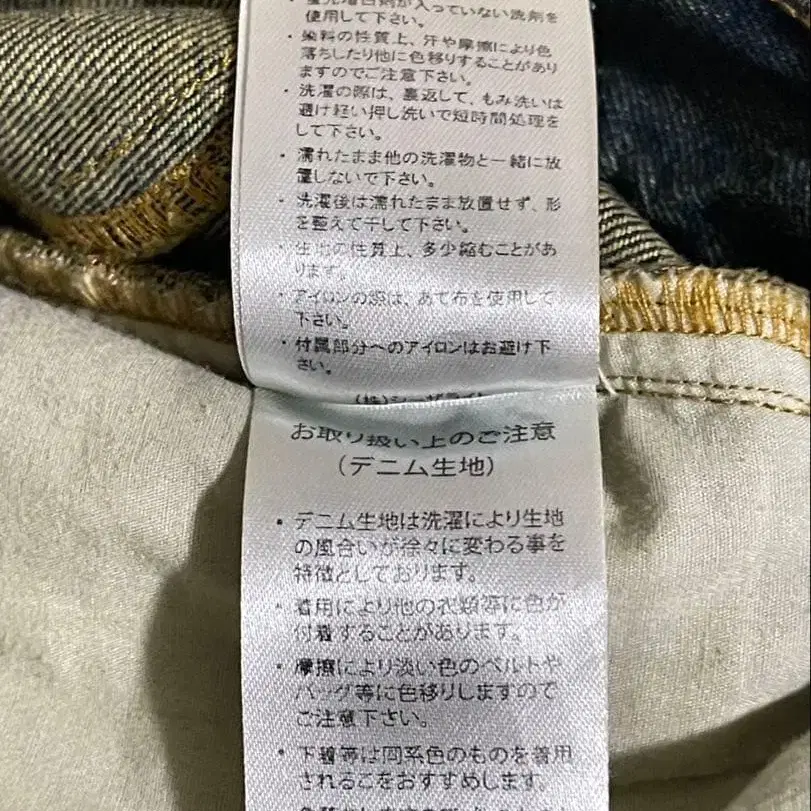 ・蛍光増白剤が入っていない洗剤を
使用して下さい。
・染料の性質上、汗や摩擦により色
落ちしたり他に色移りすることがあり
ますのでご注意下さい。
・洗濯の際は、裏返して、もみ洗いは
避け軽い押し洗いで短時間処理を
して下さい。
・濡れたまま他の洗濯物と一緒に放
置しないで下さい。
・洗濯後は濡れたまま放置せず、形
を整えて干して下さい。
・生地の性質上、多少縮むことがあ
ります。
・アイロンの際は、あて布を使用して
下さい。
・付属部分へのアイロンはお避け下
さい。
(株)
お取り扱い上のご注意
(デニム生地)
・デニム生地は洗濯により生地
の風合いが徐々に変わる事を
特徴としております。
・着用により他の衣類等に色が
付着することがあります。
・摩擦により淡い色のベルトや
バッグ等に色移りしますので
ご注意下さい。
・下着等は同系色のものを着用
されるこをおすすめします。